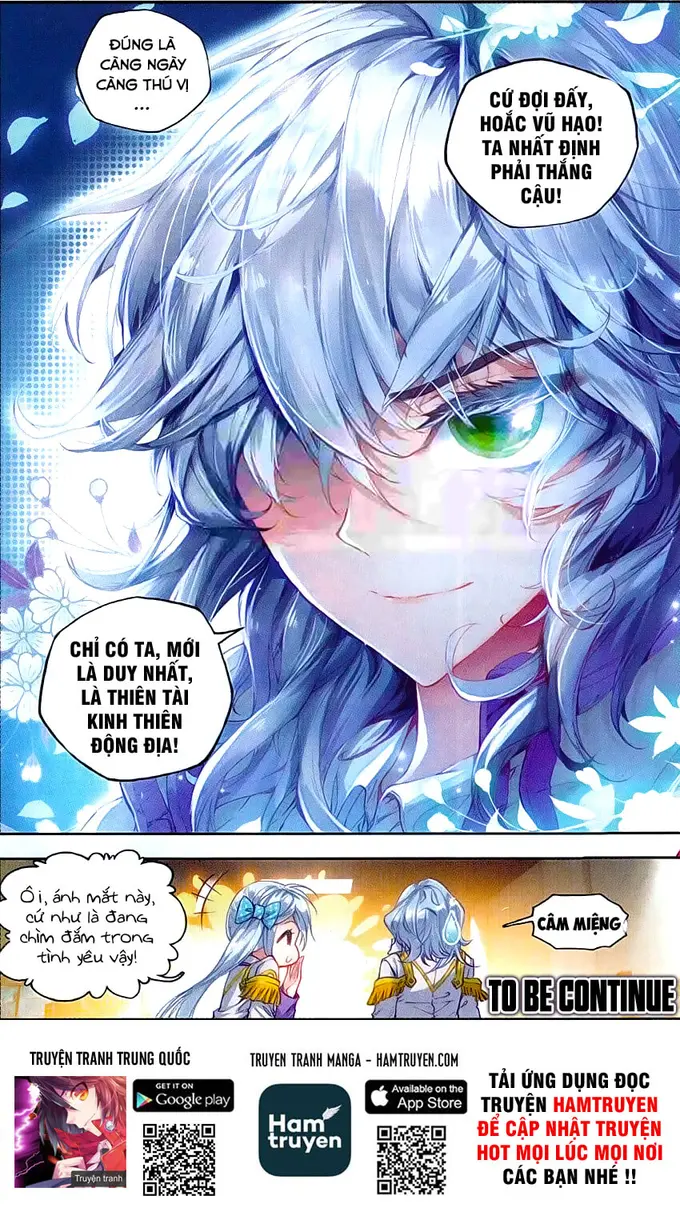 ĐÚNG LÀ
CÀNG NGÀY
CÀNG THÚ VỊ
...
CỨ ĐỢI ĐẤY,
HOẮC VŨ HẠO!
TA NHẤT ĐỊNH
PHẢI THẮNG
CẬU!
CHỈ CÓ TA, MỚI
LÀ DUY NHẤT,
LÀ THIÊN TÀI
KINH THIÊN
ĐỘNG ĐỊA!
Ôi, ánh mắt này,
cứ như là đang
chìm đắm trong
tình yêu vậy!
CÂM MIỆNG
TO BE CONTINUE
TRUYỆN TRANH TRUNG QUỐC
Truyện tranh
GET IT ON
Google play
TRUYEN TRANH MANGA - HAMTRUYEN.COM
Ham
truyen
Available on the
App Store
TẢI ỨNG DỤNG ĐỌC
TRUYỆN HAMTRUYEN
ĐỂ CẬP NHẬT TRUYỆN
HOT MỌI LÚC MỌI NƠI
CÁC BẠN NHÉ !!